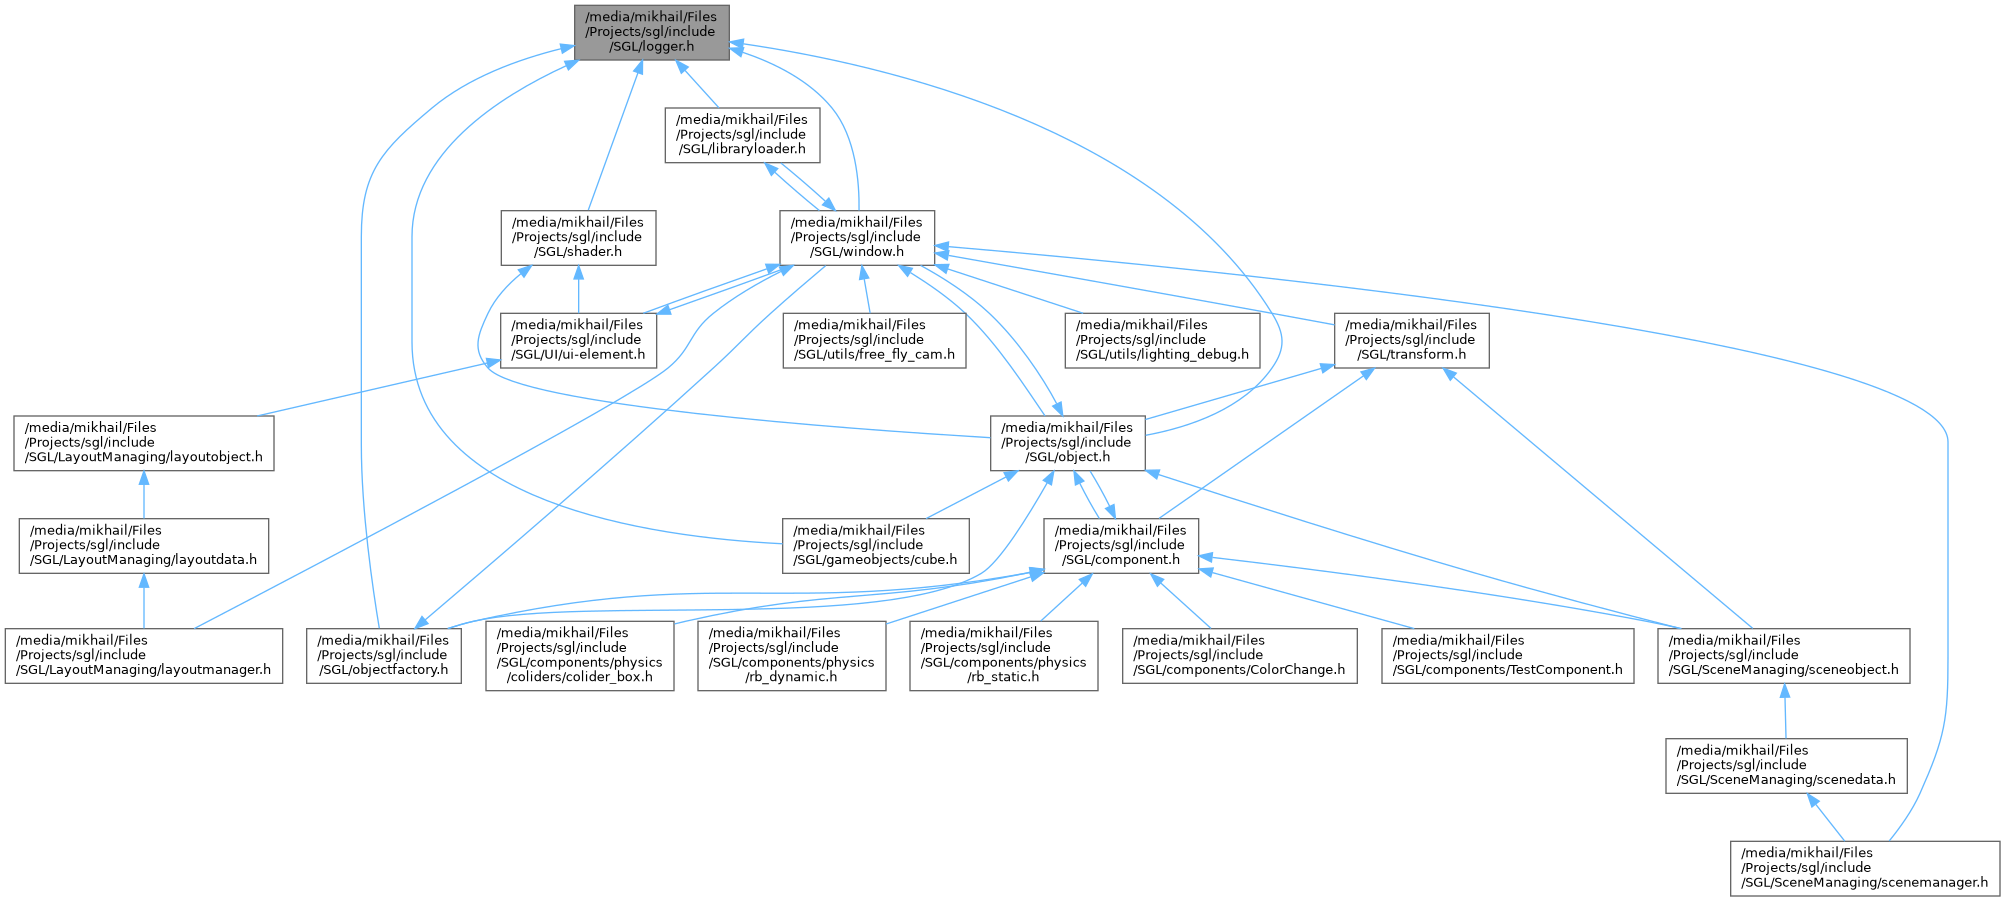 /media/mikhail/Files
/Projects/sgl/include
/SGL/logger.h
/media/mikhail/Files
/Projects/sgl/include
/SGL/libraryloader.h
/media/mikhail/Files
/Projects/sgl/include
/SGL/shader.h
/media/mikhail/Files
/Projects/sgl/include
/SGL/window.h
/media/mikhail/Files
/Projects/sgl/include
/SGL/UI/ui-element.h
/media/mikhail/Files
/Projects/sgl/include
/SGL/utils/free_fly_cam.h
/media/mikhail/Files
/Projects/sgl/include
/SGL/utils/lighting_debug.h
/media/mikhail/Files
/Projects/sgl/include
/SGL/transform.h
/media/mikhail/Files
/Projects/sgl/include
/SGL/LayoutManaging/layoutobject.h
/media/mikhail/Files
/Projects/sgl/include
/SGL/object.h
/media/mikhail/Files
/Projects/sgl/include
/SGL/LayoutManaging/layoutdata.h
/media/mikhail/Files
/Projects/sgl/include
/SGL/gameobjects/cube.h
/media/mikhail/Files
/Projects/sgl/include
/SGL/component.h
/media/mikhail/Files
/Projects/sgl/include
/SGL/LayoutManaging/layoutmanager.h
/media/mikhail/Files
/Projects/sgl/include
/SGL/objectfactory.h
/media/mikhail/Files
/Projects/sgl/include
/SGL/components/physics
/coliders/colider_box.h
/media/mikhail/Files
/Projects/sgl/include
/SGL/components/physics
/rb_dynamic.h
/media/mikhail/Files
/Projects/sgl/include
/SGL/components/physics
/rb_static.h
/media/mikhail/Files
/Projects/sgl/include
/SGL/components/ColorChange.h
/media/mikhail/Files
/Projects/sgl/include
/SGL/components/TestComponent.h
/media/mikhail/Files
/Projects/sgl/include
/SGL/SceneManaging/sceneobject.h
/media/mikhail/Files
/Projects/sgl/include
/SGL/SceneManaging/scenedata.h
/media/mikhail/Files
/Projects/sgl/include
/SGL/SceneManaging/scenemanager.h